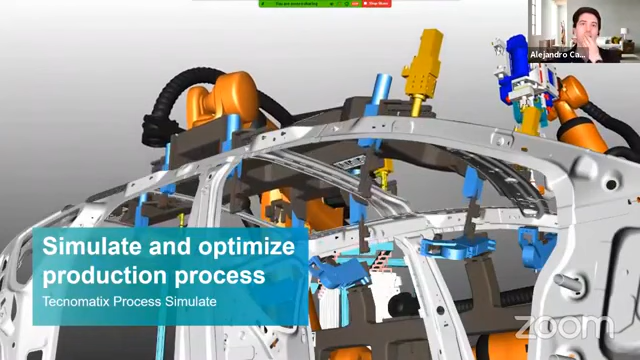 Alejandro Ca...
Simulate and optimize
production process
Tecnomatix Process Simulate
zoom